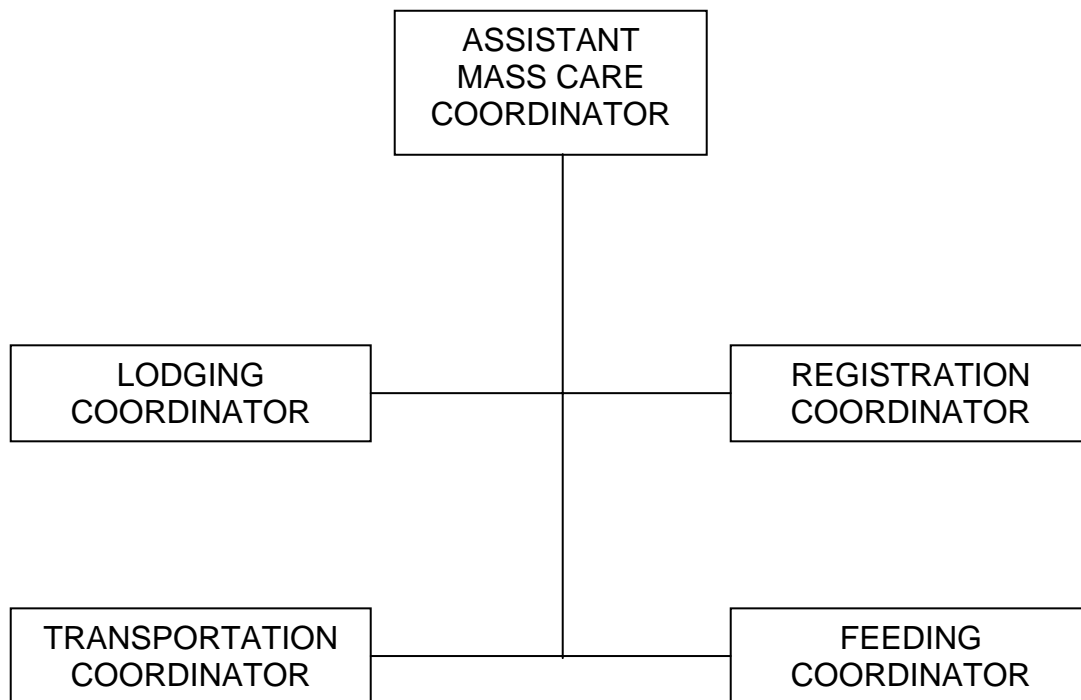 ASSISTANT
MASS CARE
COORDINATOR
LODGING
COORDINATOR
REGISTRATION
COORDINATOR
TRANSPORTATION
COORDINATOR
FEEDING
COORDINATOR